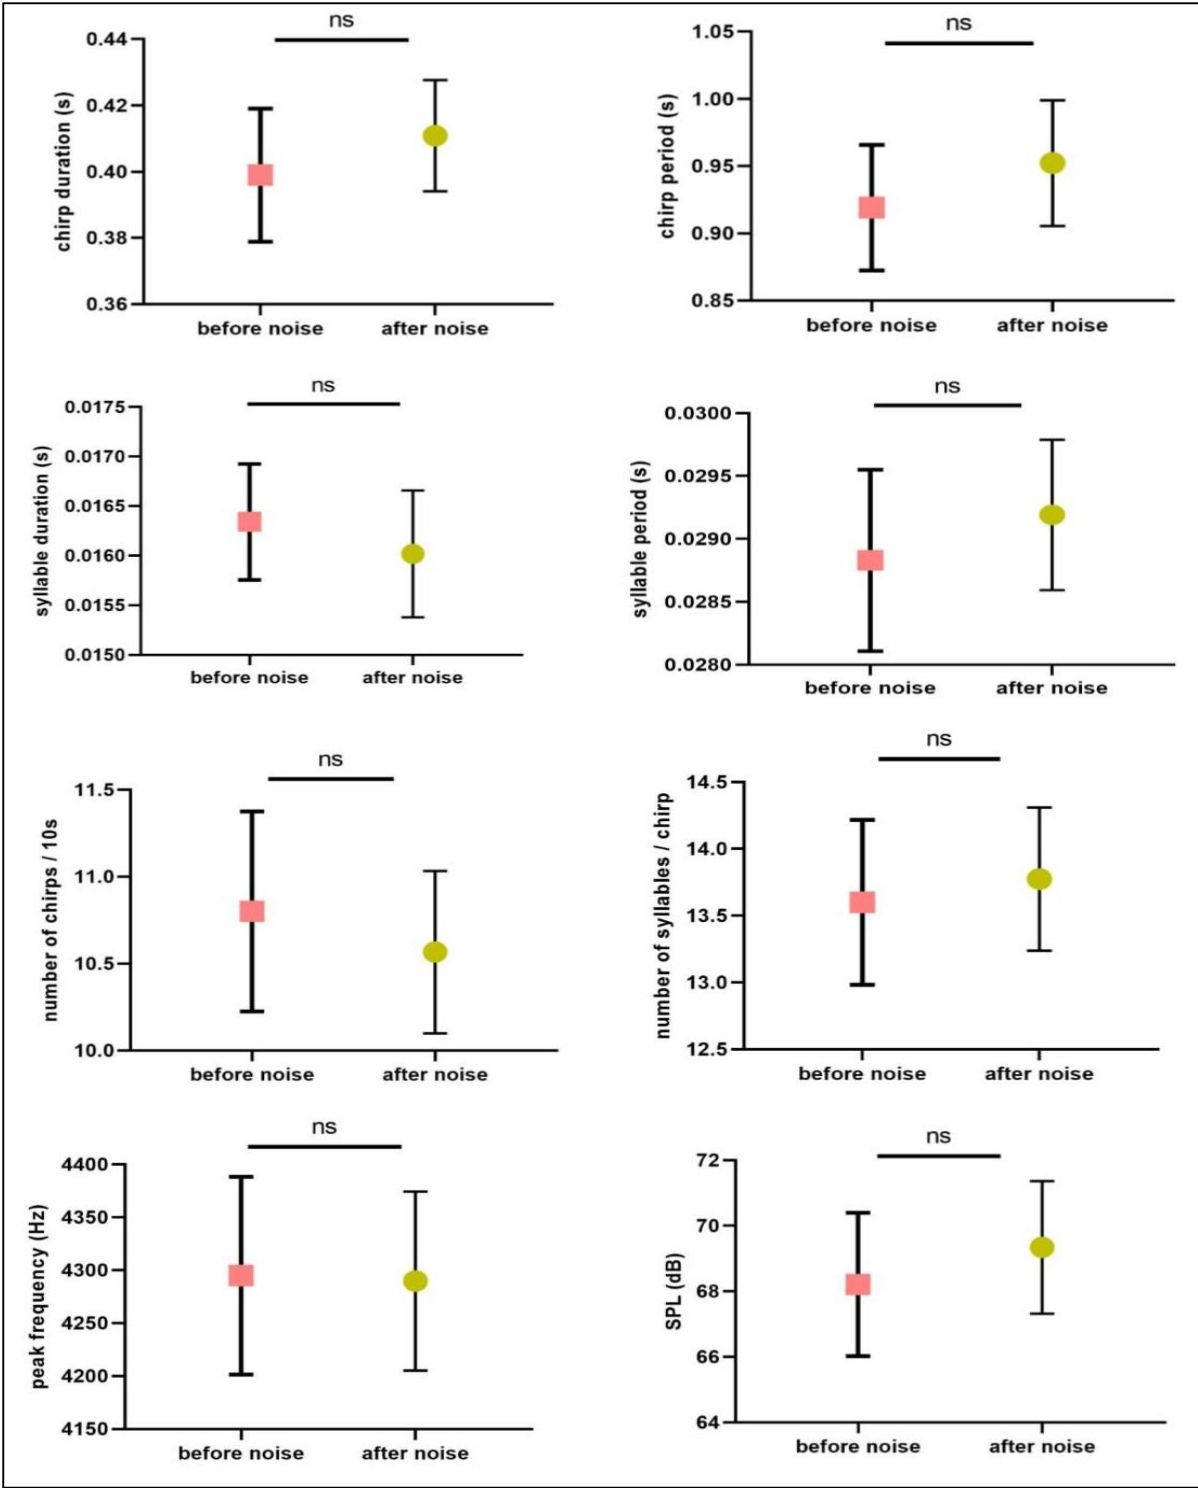 ns
chirp duration (s)
0.44
0.42
0.40
0.38
0.36
before noise after noise
ns
chirp period (s)
1.05
1.00
0.95
0.90
0.85
before noise after noise
ns
syllable duration (s)
0.0175
0.0170
0.0165
0.0160
0.0155
0.0150
before noise after noise
ns
syllable period (s)
0.0300
0.0295
0.0290
0.0285
0.0280
before noise after noise
ns
number of chirps / 10s
11.5
11.0
10.5
10.0
before noise after noise
ns
number of syllables / chirp
14.5
14.0
13.5
13.0
12.5
before noise after noise
ns
peak frequency (Hz)
4400
4350
4300
4250
4200
4150
before noise after noise
ns
SPL (dB)
72
70
68
66
64
before noise after noise